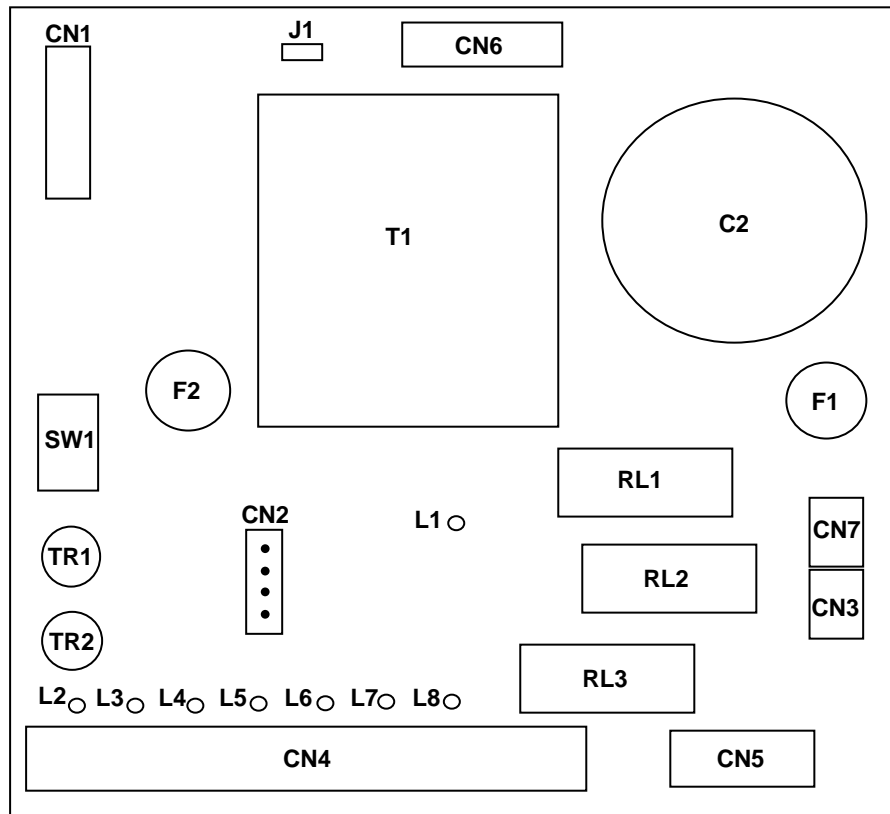 CN1
J1
CN6
T1
C2
F2
F1
SW1
RL1
CN2
L1
CN7
TR1
RL2
CN3
TR2
RL3
L2 L3 L4 L5 L6 L7 L8
CN4
CN5